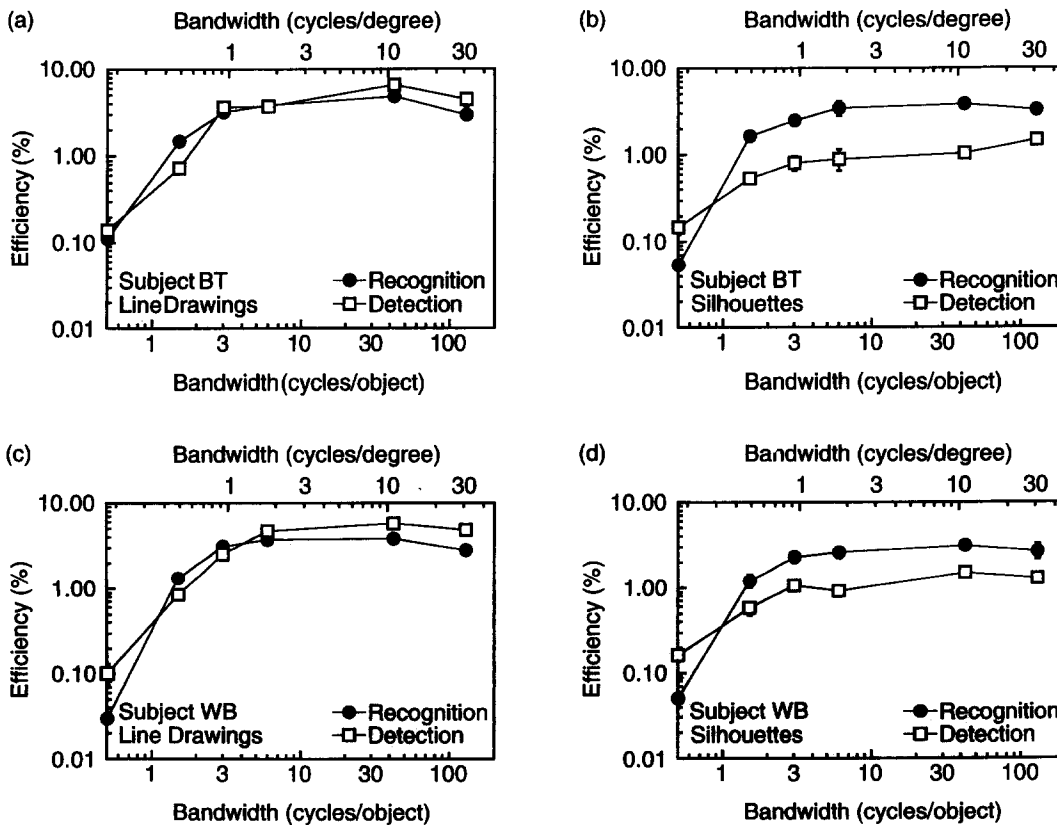 (a)
Bandwidth (cycles/degree)
1 3 10 30
10.00
1.00
0.10
0.01
Efficiency (%)
Subject BT
Line Drawings
Recognition
Detection
1 3 10 30 100
Bandwidth (cycles/object)
(b)
Bandwidth (cycles/degree)
1 3 10 30
10.00
1.00
0.10
0.01
Efficiency (%)
Subject BT
Silhouettes
Recognition
Detection
1 3 10 30 100
Bandwidth (cycles/object)
(c)
Bandwidth (cycles/degree)
1 3 10 30
10.00
1.00
0.10
0.01
Efficiency (%)
Subject WB
Line Drawings
Recognition
Detection
1 3 10 30 100
Bandwidth (cycles/object)
(d)
Bandwidth (cycles/degree)
1 3 10 30
10.00
1.00
0.10
0.01
Efficiency (%)
Subject WB
Silhouettes
Recognition
Detection
1 3 10 30 100
Bandwidth (cycles/object)